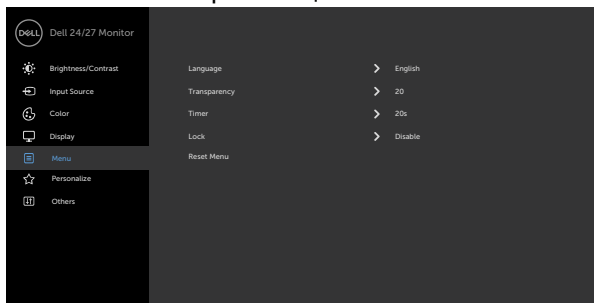 DELL Dell 24/27 Monitor
Brightness/Contrast
Input Source
Color
Display
Menu
Personalize
Others
Language English
Transparency 20
Timer 20s
Lock Disable
Reset Menu